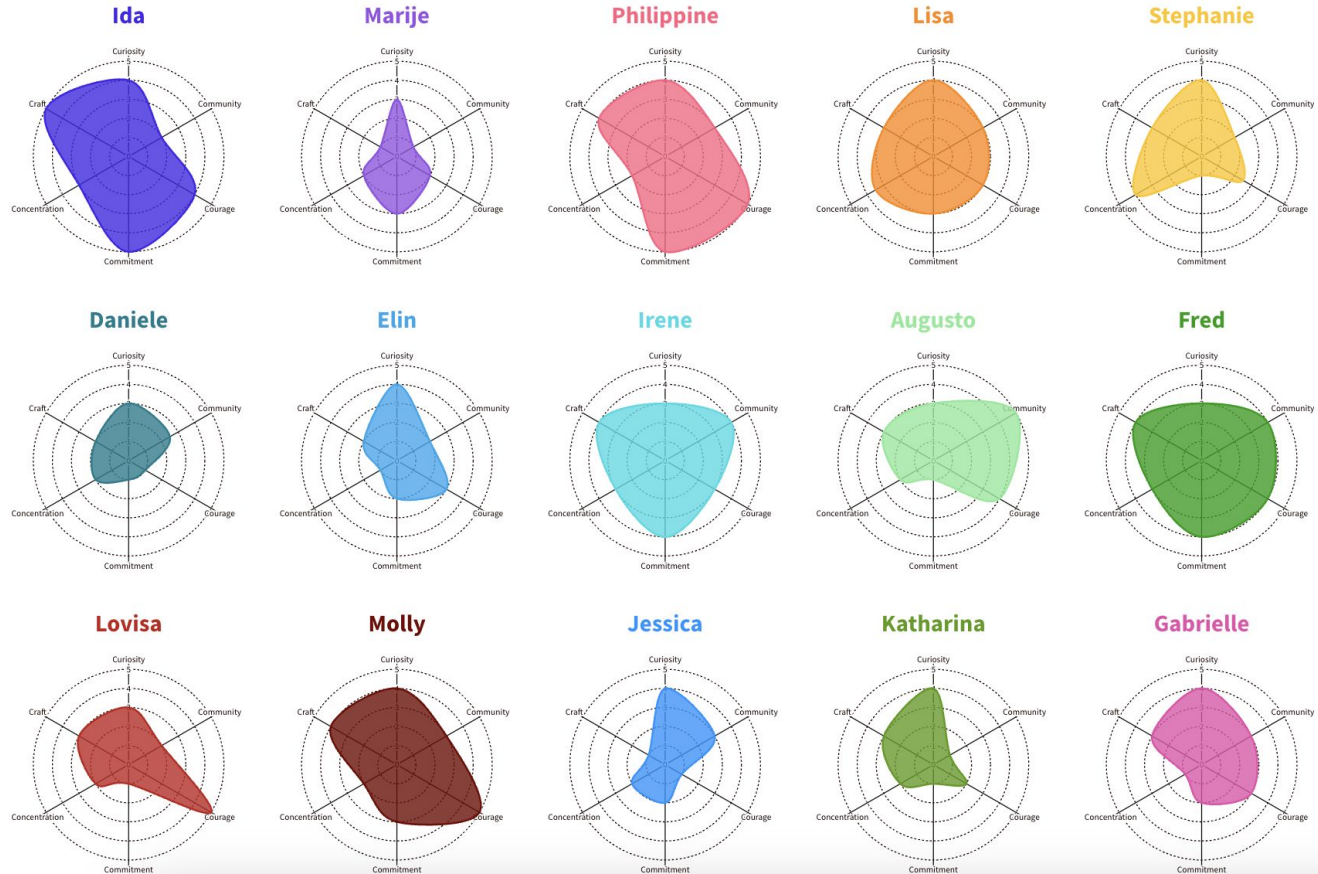 Ida Marije Philippine Lisa Stephanie
Curiosity Curiosity Curiosity Curiosity Curiosity
5 5 5 5 5
4
Craft Community Craft Community Craft Community Craft Community Craft Community
Concentration Courage Concentration Courage Concentration Courage Concentration Courage Concentration Courage
Commitment Commitment Commitment Commitment Commitment
Daniele Elin Irene Augusto Fred
Curiosity Curiosity Curiosity Curiosity Curiosity
5 5 5 5 5
4 4 4 4 4
Craft Community Craft Community Craft Community Craft Community Craft Community
Concentration Courage Concentration Courage Concentration Courage Concentration Courage Concentration Courage
Commitment Commitment Commitment Commitment Commitment
Lovisa Molly Jessica Katharina Gabrielle
Curiosity Curiosity Curiosity Curiosity Curiosity
5 5 5 5 5
4
Craft Community Craft Community Craft Community Craft Community Craft Community
Concentration Courage Concentration Courage Concentration Courage Concentration Courage Concentration Courage
Commitment Commitment Commitment Commitment Commitment